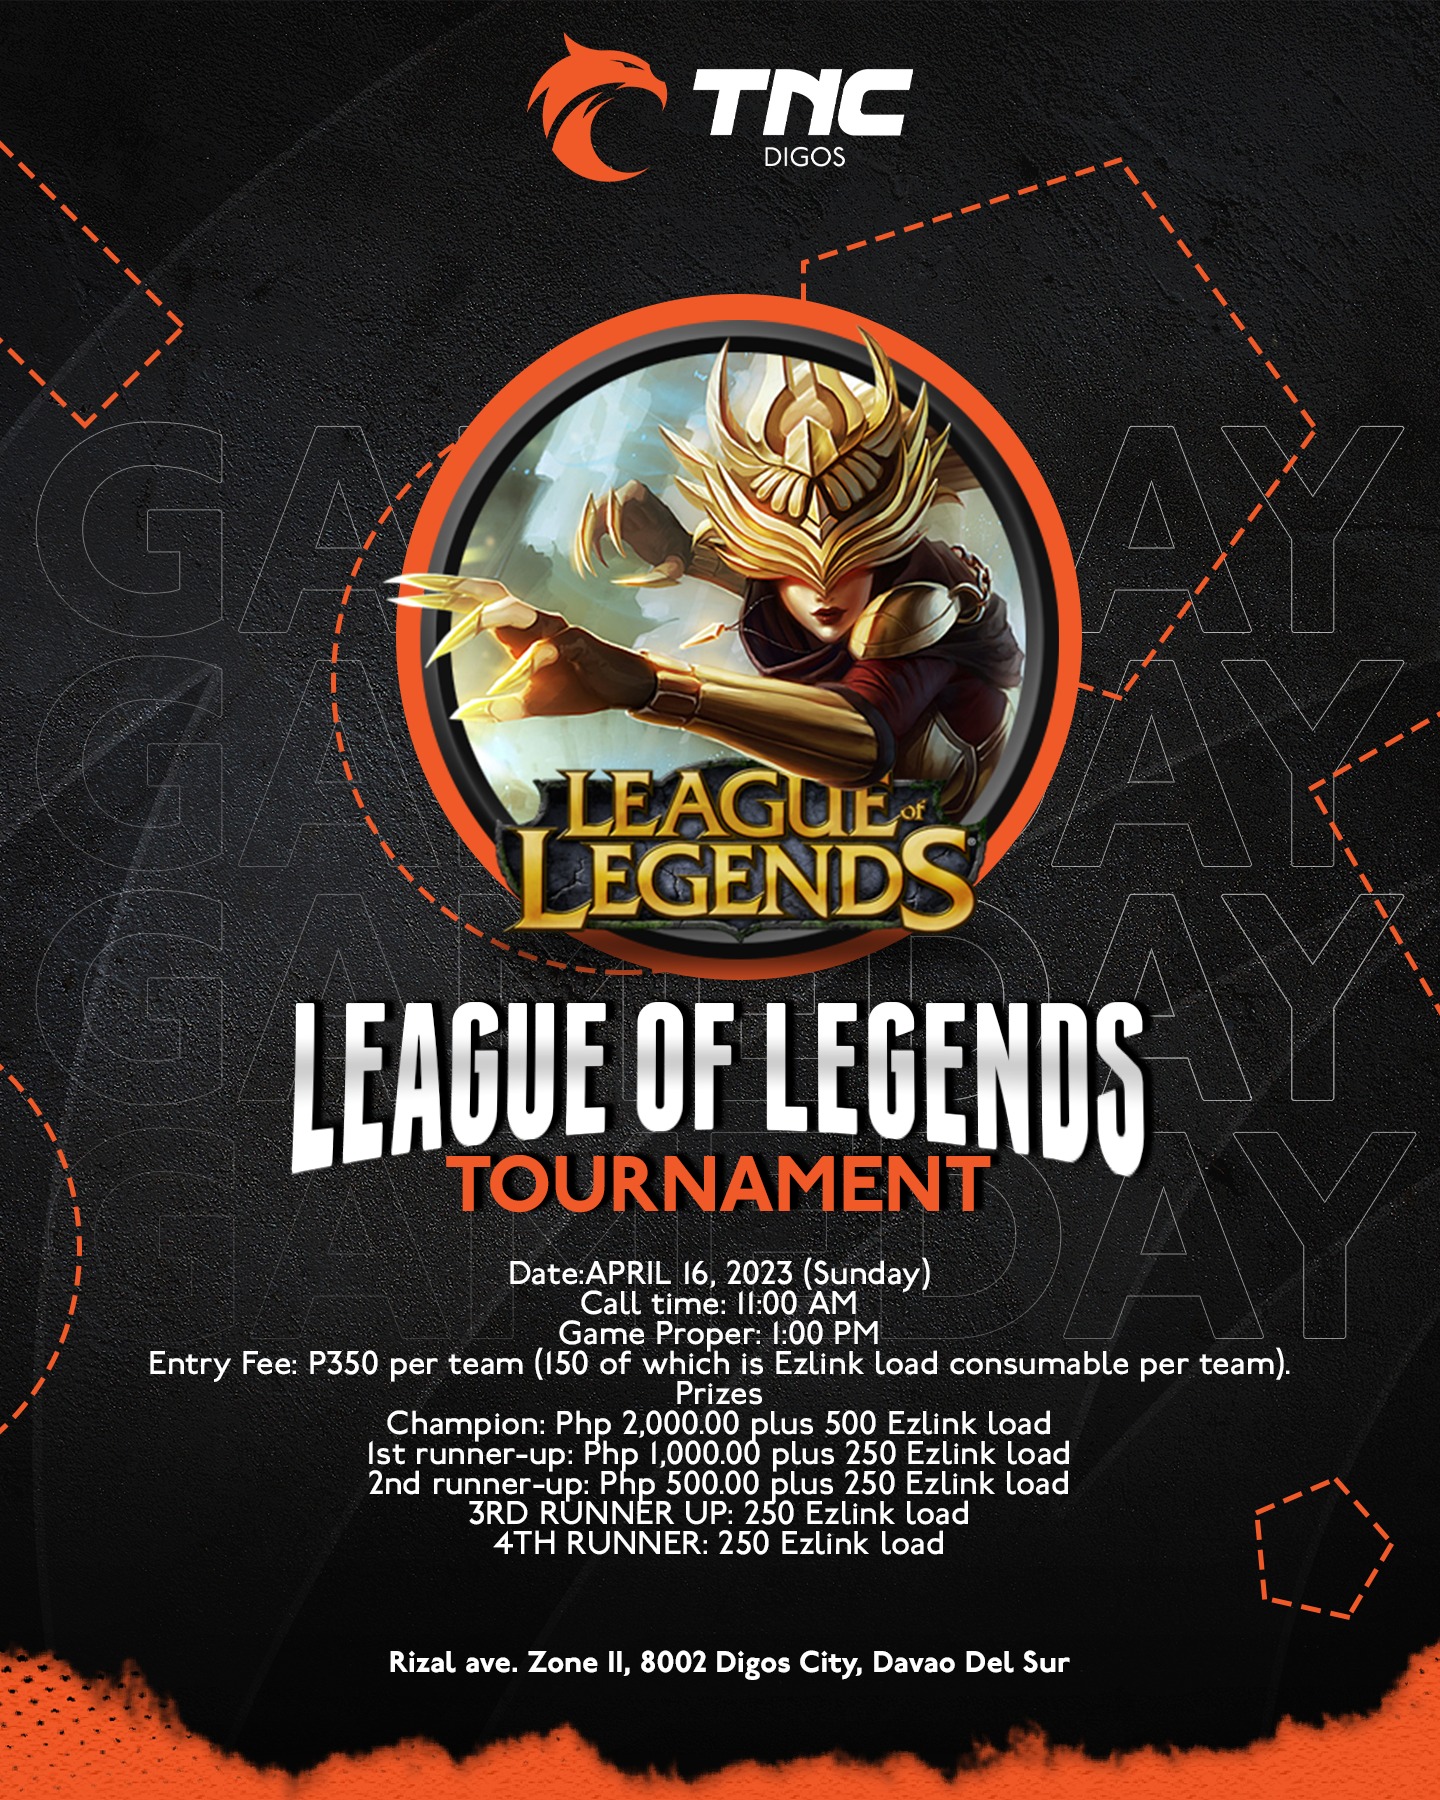 TNC
DIGOS
GAMEDAY
GAMEDAY
GAMEDAY
GAMEDAY
LEAGUE of
LEGENDS
LEAGUE OF LEGENDS
TOURNAMENT
Date:APRIL 16, 2023 (Sunday)
Call time: 11:00 AM
Game Proper: 1:00 PM
Entry Fee: P350 per team (150 of which is Ezlink load consumable per team).
Prizes
Champion: Php 2,000.00 plus 500 Ezlink load
1st runner-up: Php 1,000.00 plus 250 Ezlink load
2nd runner-up: Php 500.00 plus 250 Ezlink load
3RD RUNNER UP: 250 Ezlink load
4TH RUNNER: 250 Ezlink load
Rizal ave. Zone II, 8002 Digos City, Davao Del Sur